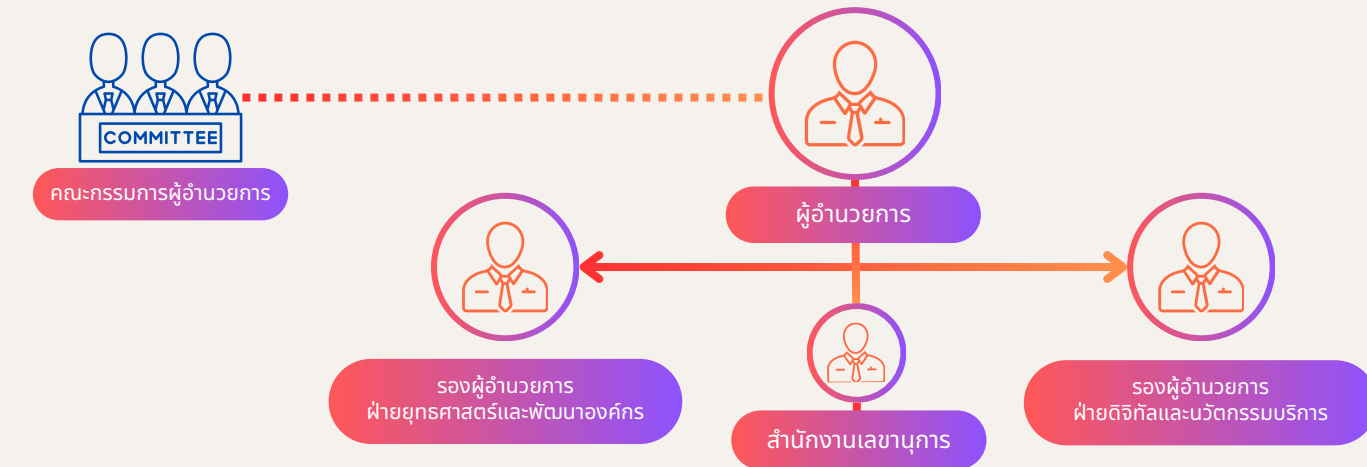 COMMITTEE
คณะกรรมการผู้อำนวยการ
ผู้อำนวยการ
รองผู้อำนวยการ
ฝ่ายยุทธศาสตร์และพัฒนาองค์กร
สำนักงานเลขานุการ
รองผู้อำนวยการ
ฝ่ายดิจิทัลและนวัตกรรมบริการ